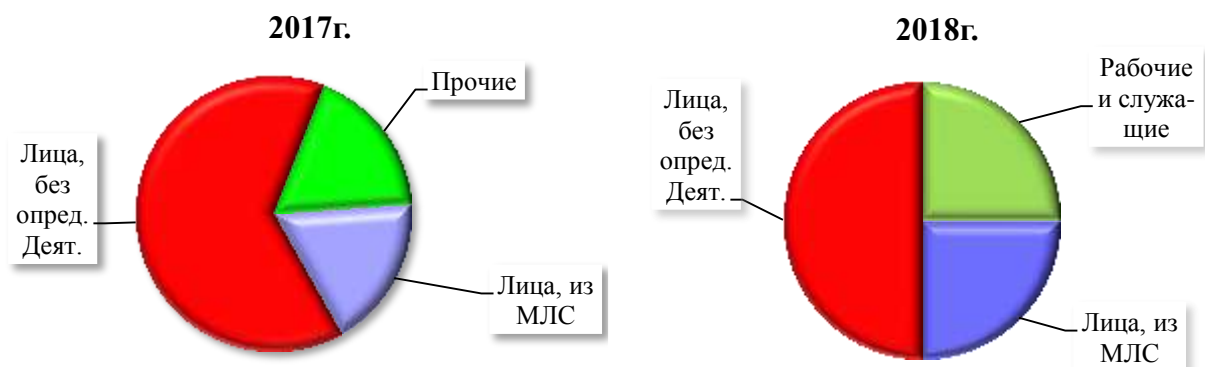 2017г.
Прочие
Лица,
без
опред.
Деят.
Лица, из
МЛС
2018г.
Рабочие
и служа-
щие
Лица,
без
опред.
Деят.
Лица, из
МЛС